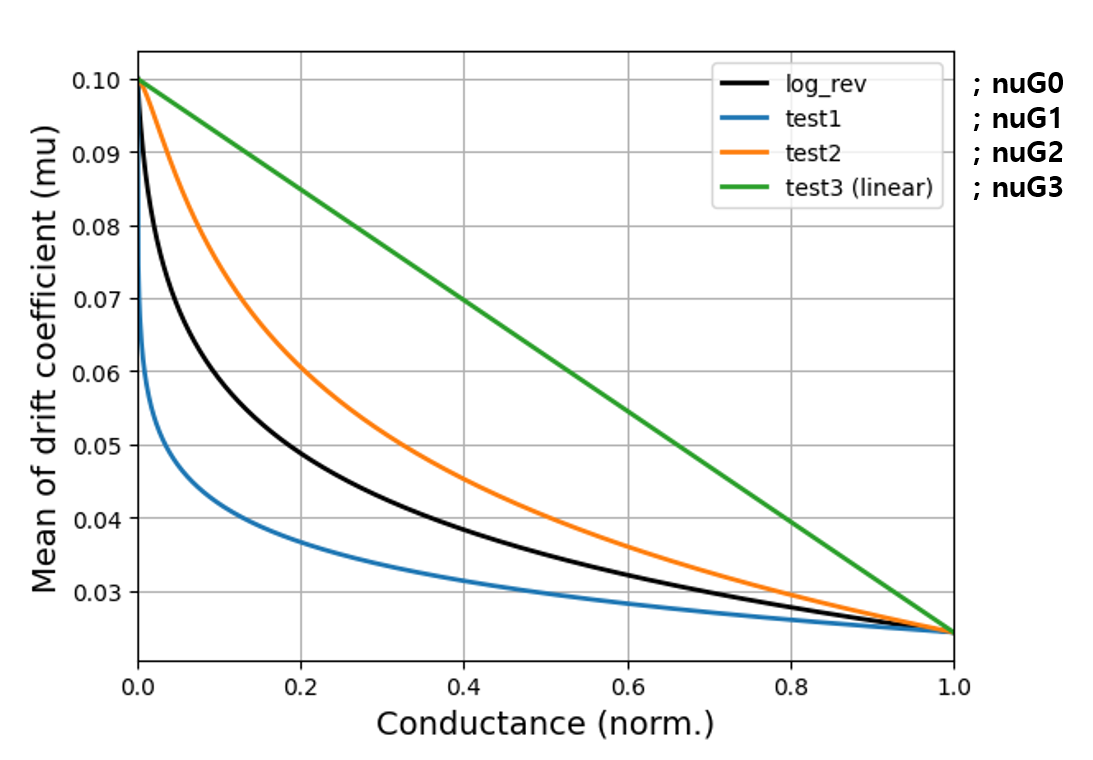 0.10
0.09
0.08
0.07
0.06
0.05
0.04
0.03
Mean of drift coefficient (mu)
log_rev ; nuG0
test1 ; nuG1
test2 ; nuG2
test3 (linear) ; nuG3
0.0 0.2 0.4 0.6 0.8 1.0
Conductance (norm.)